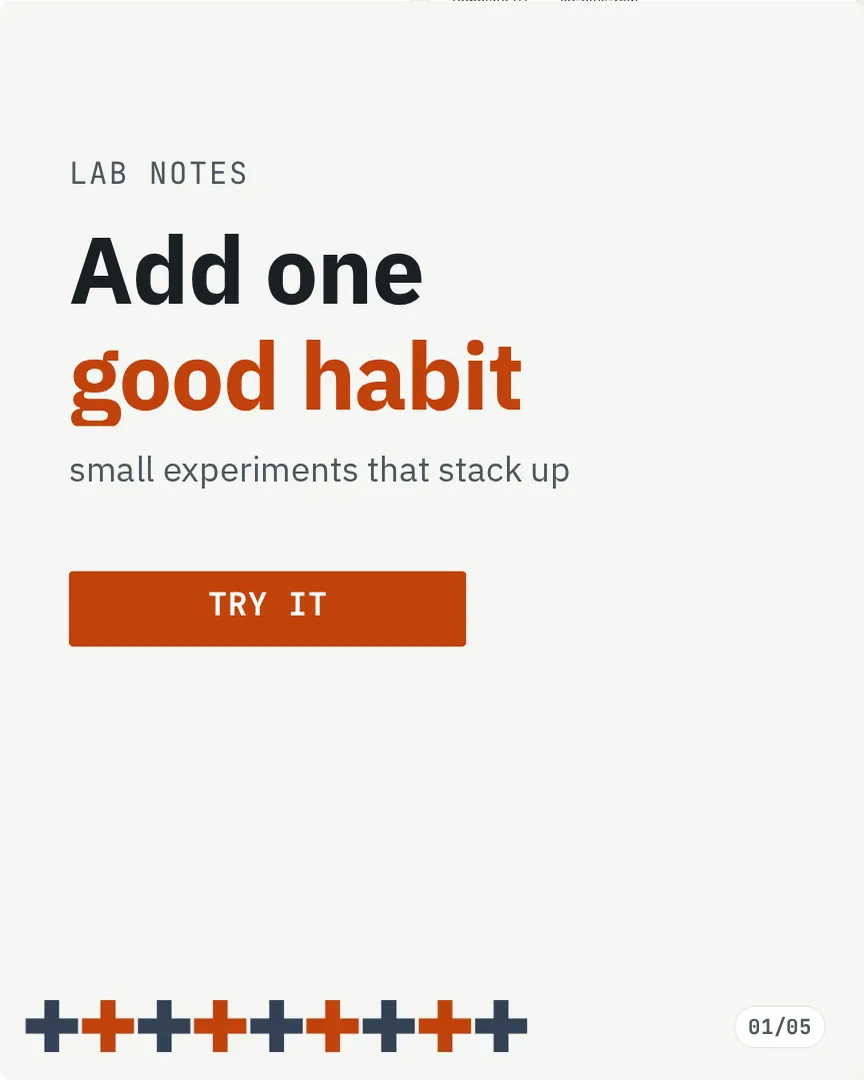 LAB NOTES
Add one
good habit
small experiments that stack up
TRY IT
01/05